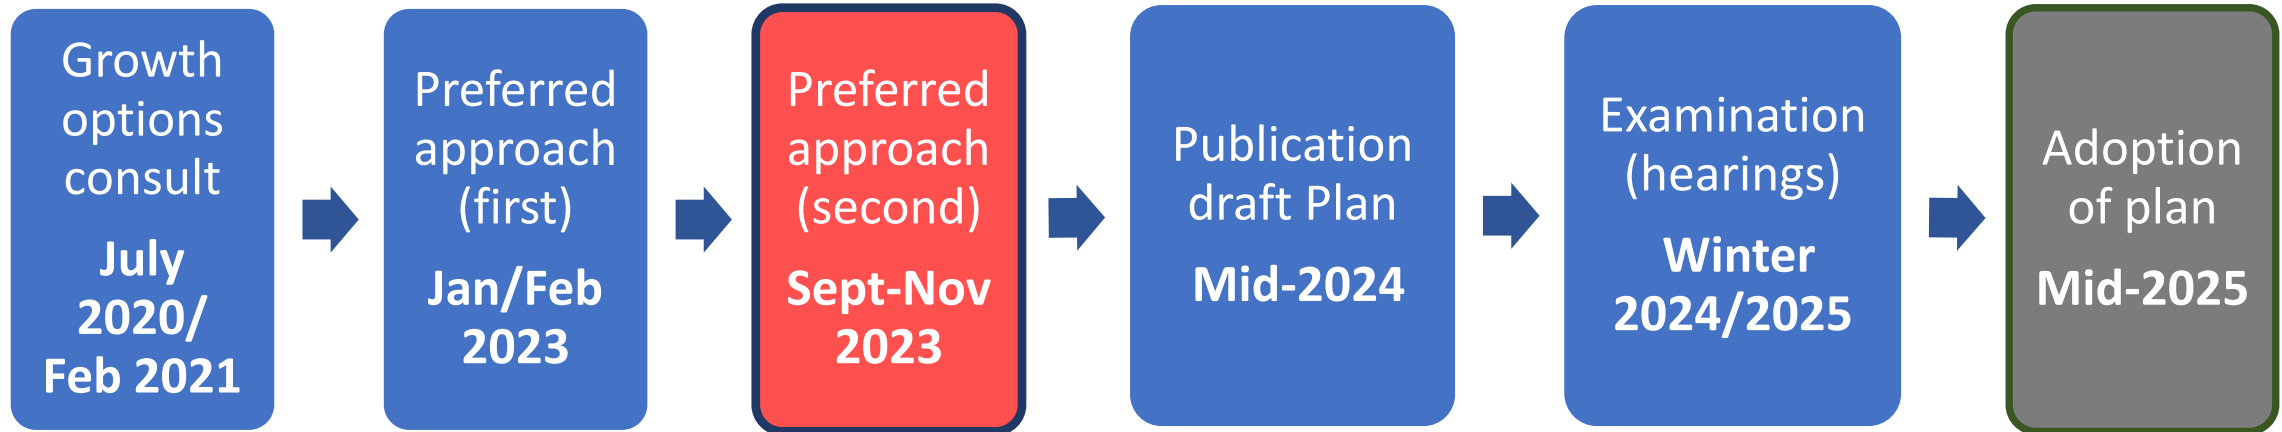 Growth
options
consult
July
2020/
Feb 2021
Preferred
approach
(first)
Jan/Feb
2023
Preferred
approach
(second)
Sept-Nov
2023
Publication
draft Plan
Mid-2024
Examination
(hearings)
Winter
2024/2025
Adoption
of plan
Mid-2025